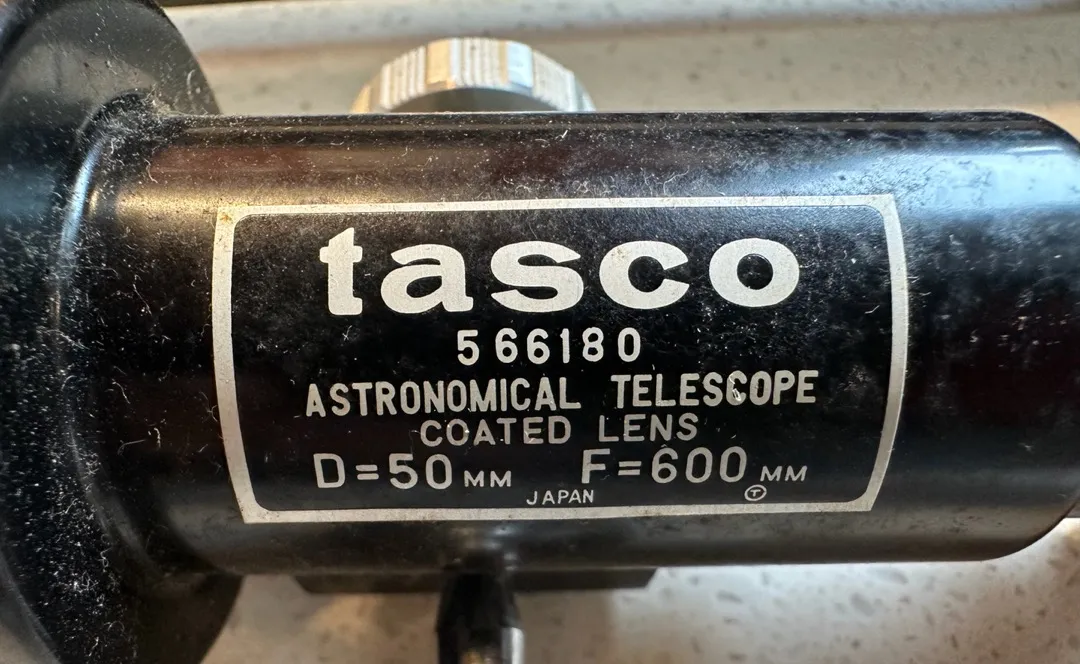 tasco
566180
ASTRONOMICAL TELESCOPE
COATED LENS
D=50MM F=600MM
JAPAN T